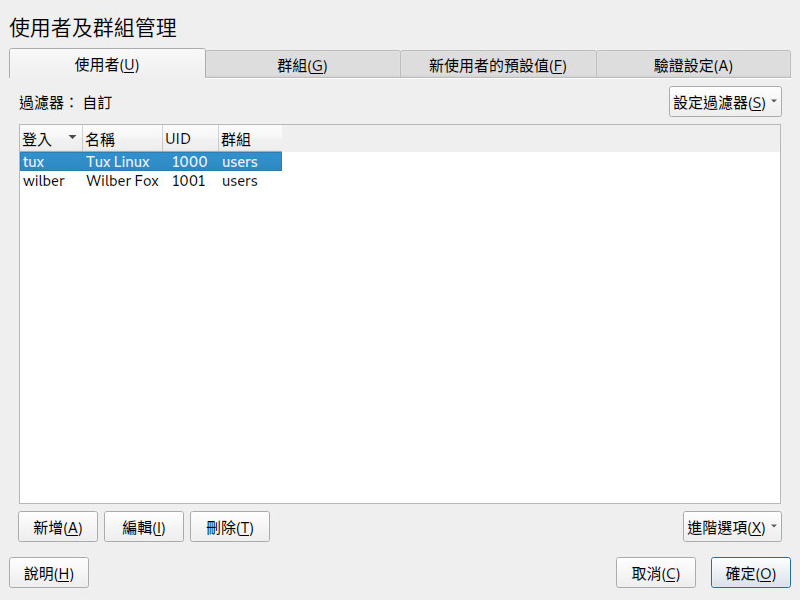 使用者及群組管理
使用者(U) 群組(G) 新使用者的預設值(F) 驗證設定(A)
過濾器： 自訂 設定過濾器(S)
登入 名稱 UID 群組
tux Tux Linux 1000 users
wilber Wilber Fox 1001 users
新增(A) 編輯(I) 刪除(T) 進階選項(X)
說明(H) 取消(C) 確定(O)